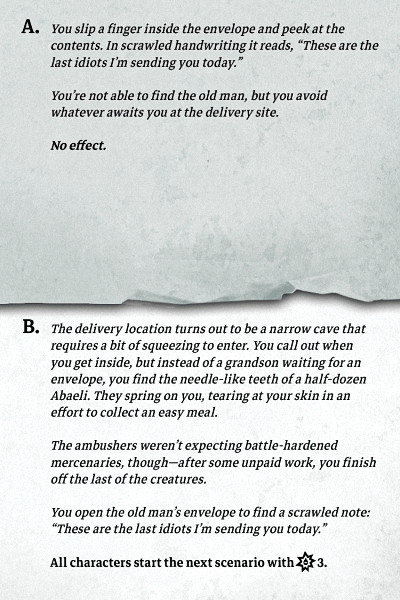 A. You slip a finger inside the envelope and peek at the
contents. In scrawled handwriting it reads, “These are the
last idiots I’m sending you today.”
You’re not able to find the old man, but you avoid
whatever awaits you at the delivery site.
No effect.
B. The delivery location turns out to be a narrow cave that
requires a bit of squeezing to enter. You call out when
you get inside, but instead of a grandson waiting for an
envelope, you find the needle-like teeth of a half-dozen
Abaeli. They spring on you, tearing at your skin in an
effort to collect an easy meal.
The ambushers weren’t expecting battle-hardened
mercenaries, though—after some unpaid work, you finish
off the last of the creatures.
You open the old man’s envelope to find a scrawled note:
“These are the last idiots I’m sending you today.”
All characters start the next scenario with 3.